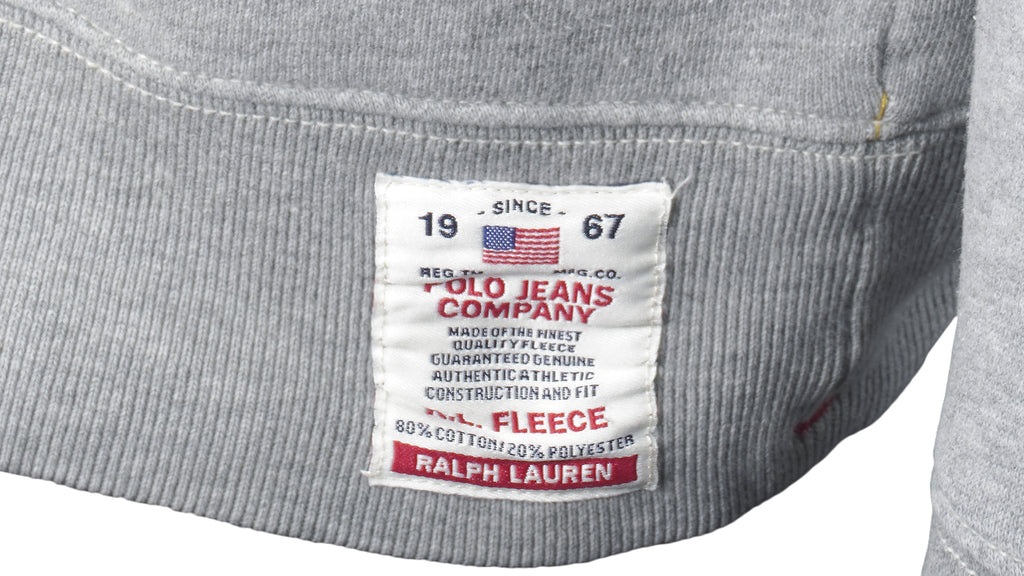 - SINCE -
19 67
REG. TM MFG.CO.
POLO JEANS
COMPANY
MADE OF THE FINEST
QUALITY FLEECE
GUARANTEED GENUINE
AUTHENTIC ATHLETIC
CONSTRUCTION AND FIT
R.L. FLEECE
80% COTTON/20% POLYESTER
RALPH LAUREN